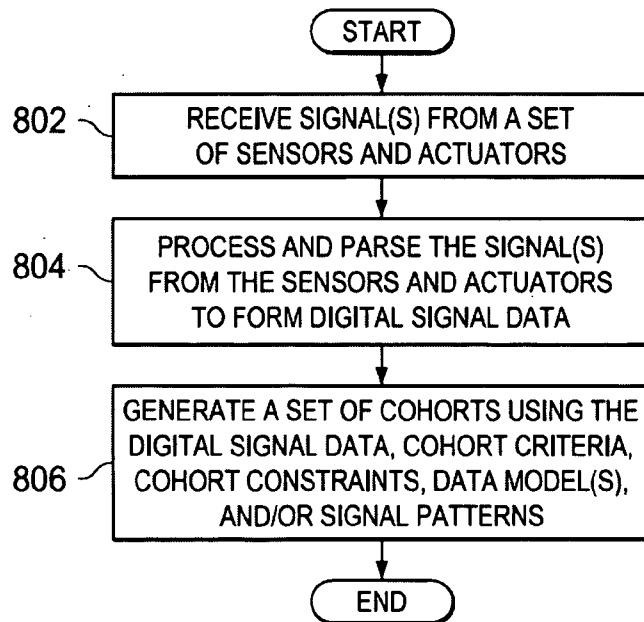 START
802
RECEIVE SIGNAL(S) FROM A SET
OF SENSORS AND ACTUATORS
804
PROCESS AND PARSE THE SIGNAL(S)
FROM THE SENSORS AND ACTUATORS
TO FORM DIGITAL SIGNAL DATA
806
GENERATE A SET OF COHORTS USING THE
DIGITAL SIGNAL DATA, COHORT CRITERIA,
COHORT CONSTRAINTS, DATA MODEL(S),
AND/OR SIGNAL PATTERNS
END